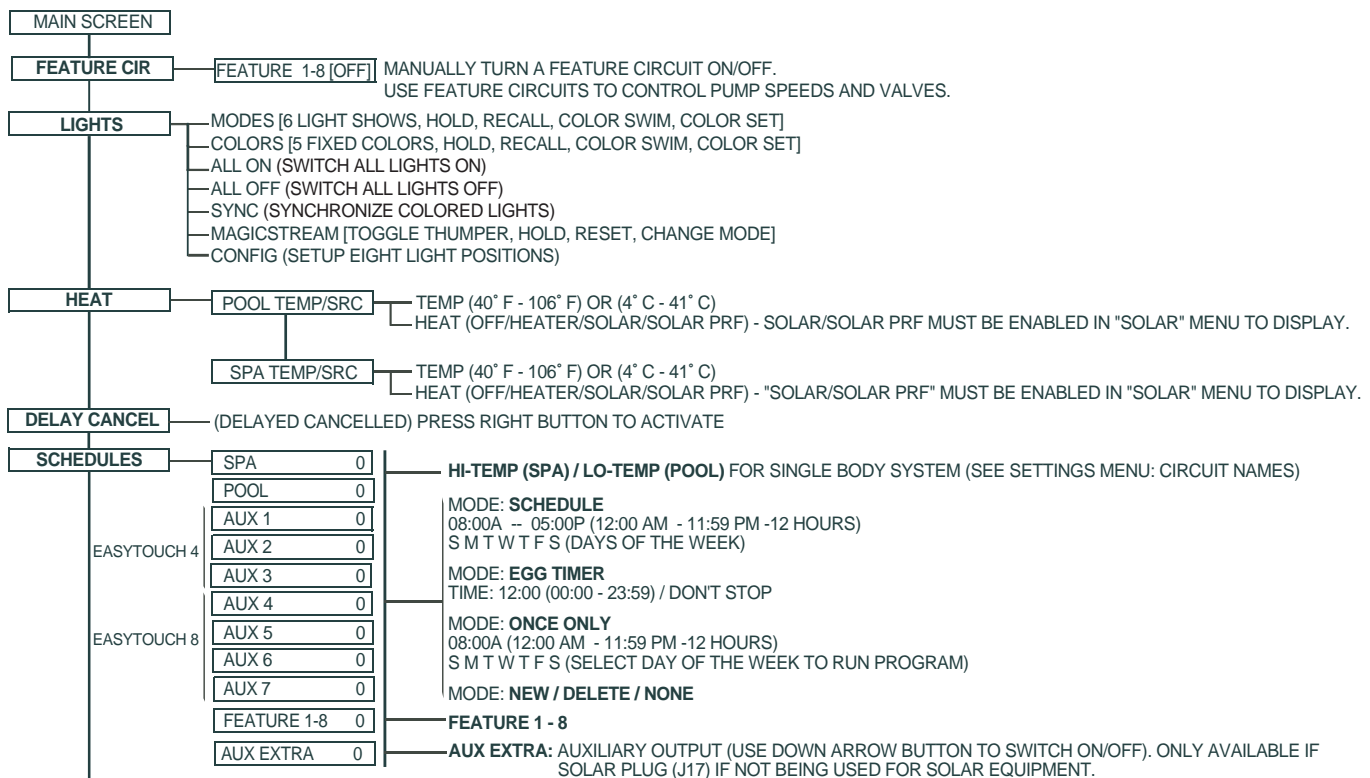 MAIN SCREEN
FEATURE CIR
FEATURE 1-8 [OFF]
MANUALLY TURN A FEATURE CIRCUIT ON/OFF.
USE FEATURE CIRCUITS TO CONTROL PUMP SPEEDS AND VALVES.
LIGHTS
MODES [6 LIGHT SHOWS, HOLD, RECALL, COLOR SWIM, COLOR SET]
COLORS [5 FIXED COLORS, HOLD, RECALL, COLOR SWIM, COLOR SET]
ALL ON (SWITCH ALL LIGHTS ON)
ALL OFF (SWITCH ALL LIGHTS OFF)
SYNC (SYNCHRONIZE COLORED LIGHTS)
MAGICSTREAM [TOGGLE THUMPER, HOLD, RESET, CHANGE MODE]
CONFIG (SETUP EIGHT LIGHT POSITIONS)
HEAT
POOL TEMP/SRC
TEMP (40˚ F - 106˚ F) OR (4˚ C - 41˚ C)
HEAT (OFF/HEATER/SOLAR/SOLAR PRF) - SOLAR/SOLAR PRF MUST BE ENABLED IN "SOLAR" MENU TO DISPLAY.
SPA TEMP/SRC
TEMP (40˚ F - 106˚ F) OR (4˚ C - 41˚ C)
HEAT (OFF/HEATER/SOLAR/SOLAR PRF) - "SOLAR/SOLAR PRF" MUST BE ENABLED IN "SOLAR" MENU TO DISPLAY.
DELAY CANCEL
(DELAYED CANCELLED) PRESS RIGHT BUTTON TO ACTIVATE
SCHEDULES
SPA 0
POOL 0
HI-TEMP (SPA) / LO-TEMP (POOL) FOR SINGLE BODY SYSTEM (SEE SETTINGS MENU: CIRCUIT NAMES)
EASYTOUCH 4
AUX 1 0
AUX 2 0
AUX 3 0
EASYTOUCH 8
AUX 4 0
AUX 5 0
AUX 6 0
AUX 7 0
MODE: SCHEDULE
08:00A -- 05:00P (12:00 AM - 11:59 PM -12 HOURS)
S M T W T F S (DAYS OF THE WEEK)
MODE: EGG TIMER
TIME: 12:00 (00:00 - 23:59) / DON'T STOP
MODE: ONCE ONLY
08:00A (12:00 AM - 11:59 PM -12 HOURS)
S M T W T F S (SELECT DAY OF THE WEEK TO RUN PROGRAM)
MODE: NEW / DELETE / NONE
FEATURE 1-8 0
FEATURE 1 - 8
AUX EXTRA 0
AUX EXTRA: AUXILIARY OUTPUT (USE DOWN ARROW BUTTON TO SWITCH ON/OFF). ONLY AVAILABLE IF
SOLAR PLUG (J17) IF NOT BEING USED FOR SOLAR EQUIPMENT.